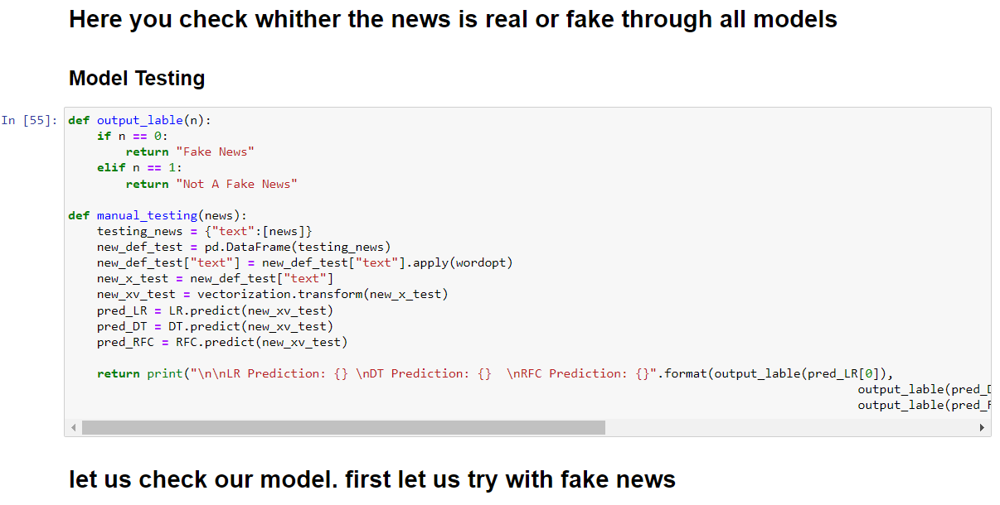 Here you check whither the news is real or fake through all models
Model Testing
In [55]: def output_lable(n):
    if n == 0:
        return "Fake News"
    elif n == 1:
        return "Not A Fake News"

def manual_testing(news):
    testing_news = {"text":[news]}
    new_def_test = pd.DataFrame(testing_news)
    new_def_test["text"] = new_def_test["text"].apply(wordopt)
    new_x_test = new_def_test["text"]
    new_xv_test = vectorization.transform(new_x_test)
    pred_LR = LR.predict(new_xv_test)
    pred_DT = DT.predict(new_xv_test)
    pred_RFC = RFC.predict(new_xv_test)

    return print("\n\nLR Prediction: {} \nDT Prediction: {}  \nRFC Prediction: {}".format(output_lable(pred_LR[0]),
output_lable(pred_
output_lable(pred_
let us check our model. first let us try with fake news